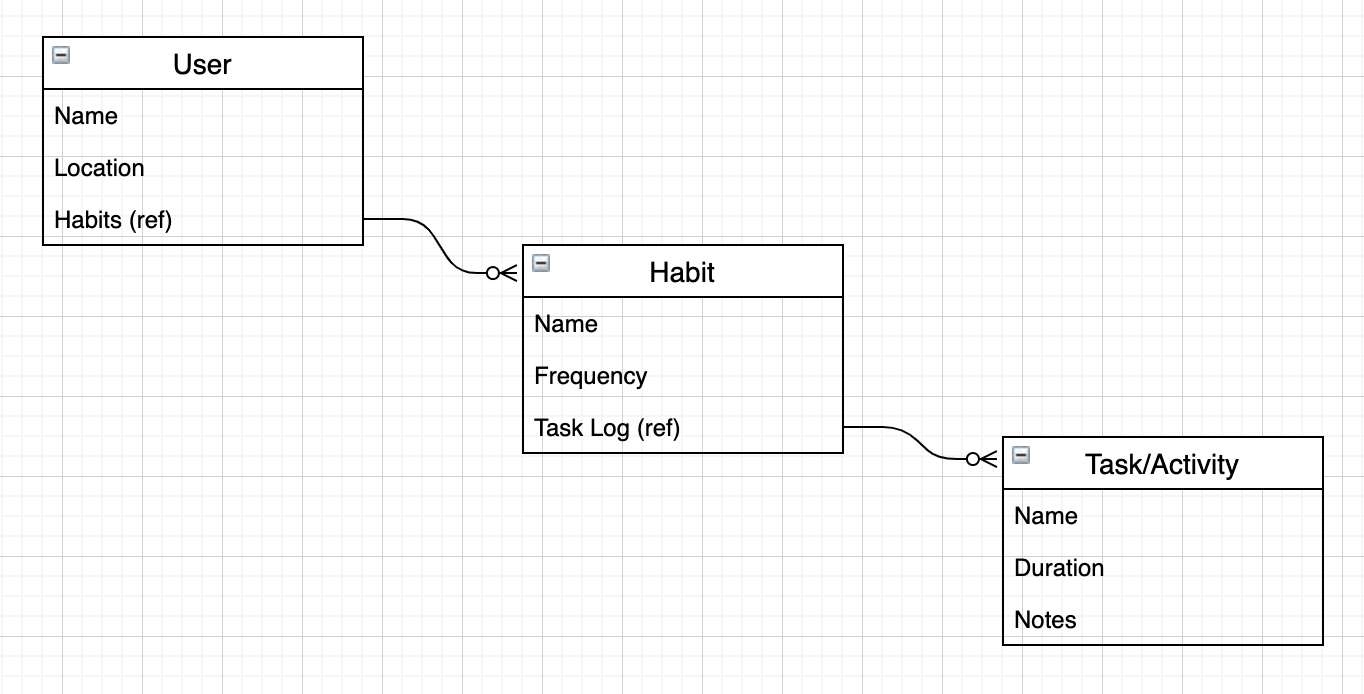 User
Name
Location
Habits (ref)
Habit
Name
Frequency
Task Log (ref)
Task/Activity
Name
Duration
Notes